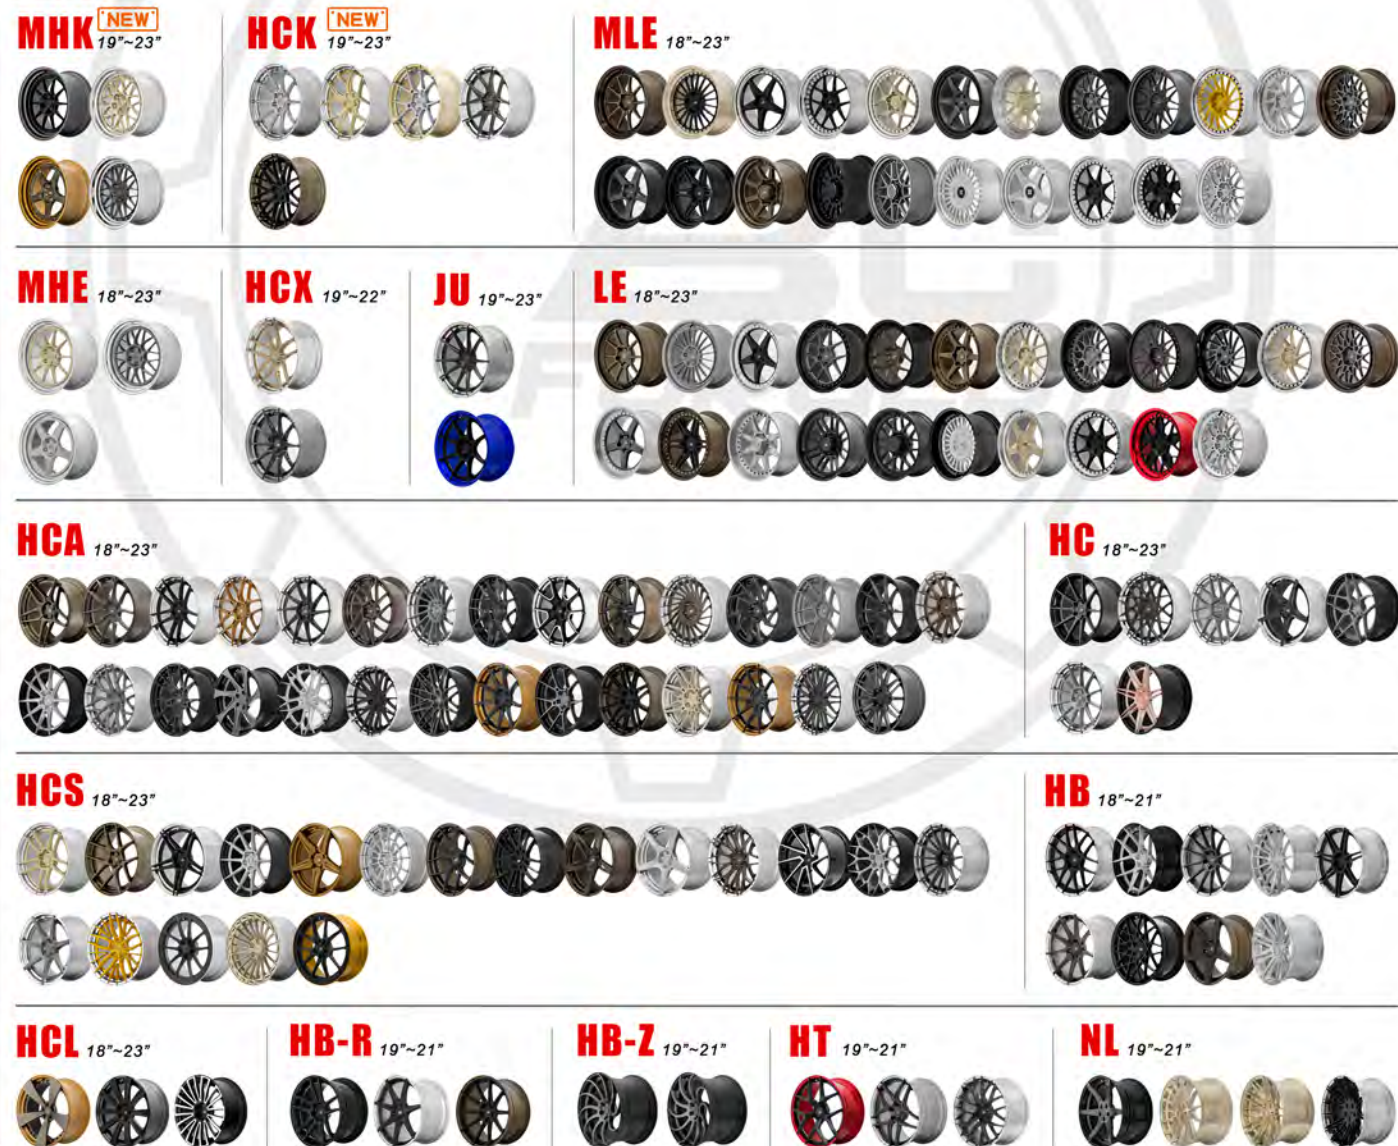 MHK NEW 19"~23"
HCK NEW 19"~23"
MLE 18"~23"
MHE 18"~23"
HCX 19"~22"
JU 19"~23"
LE 18"~23"
HCA 18"~23"
HC 18"~23"
HCS 18"~23"
HB 18"~21"
HCL 18"~23"
HB-R 19"~21"
HB-Z 19"~21"
HT 19"~21"
NL 19"~21"